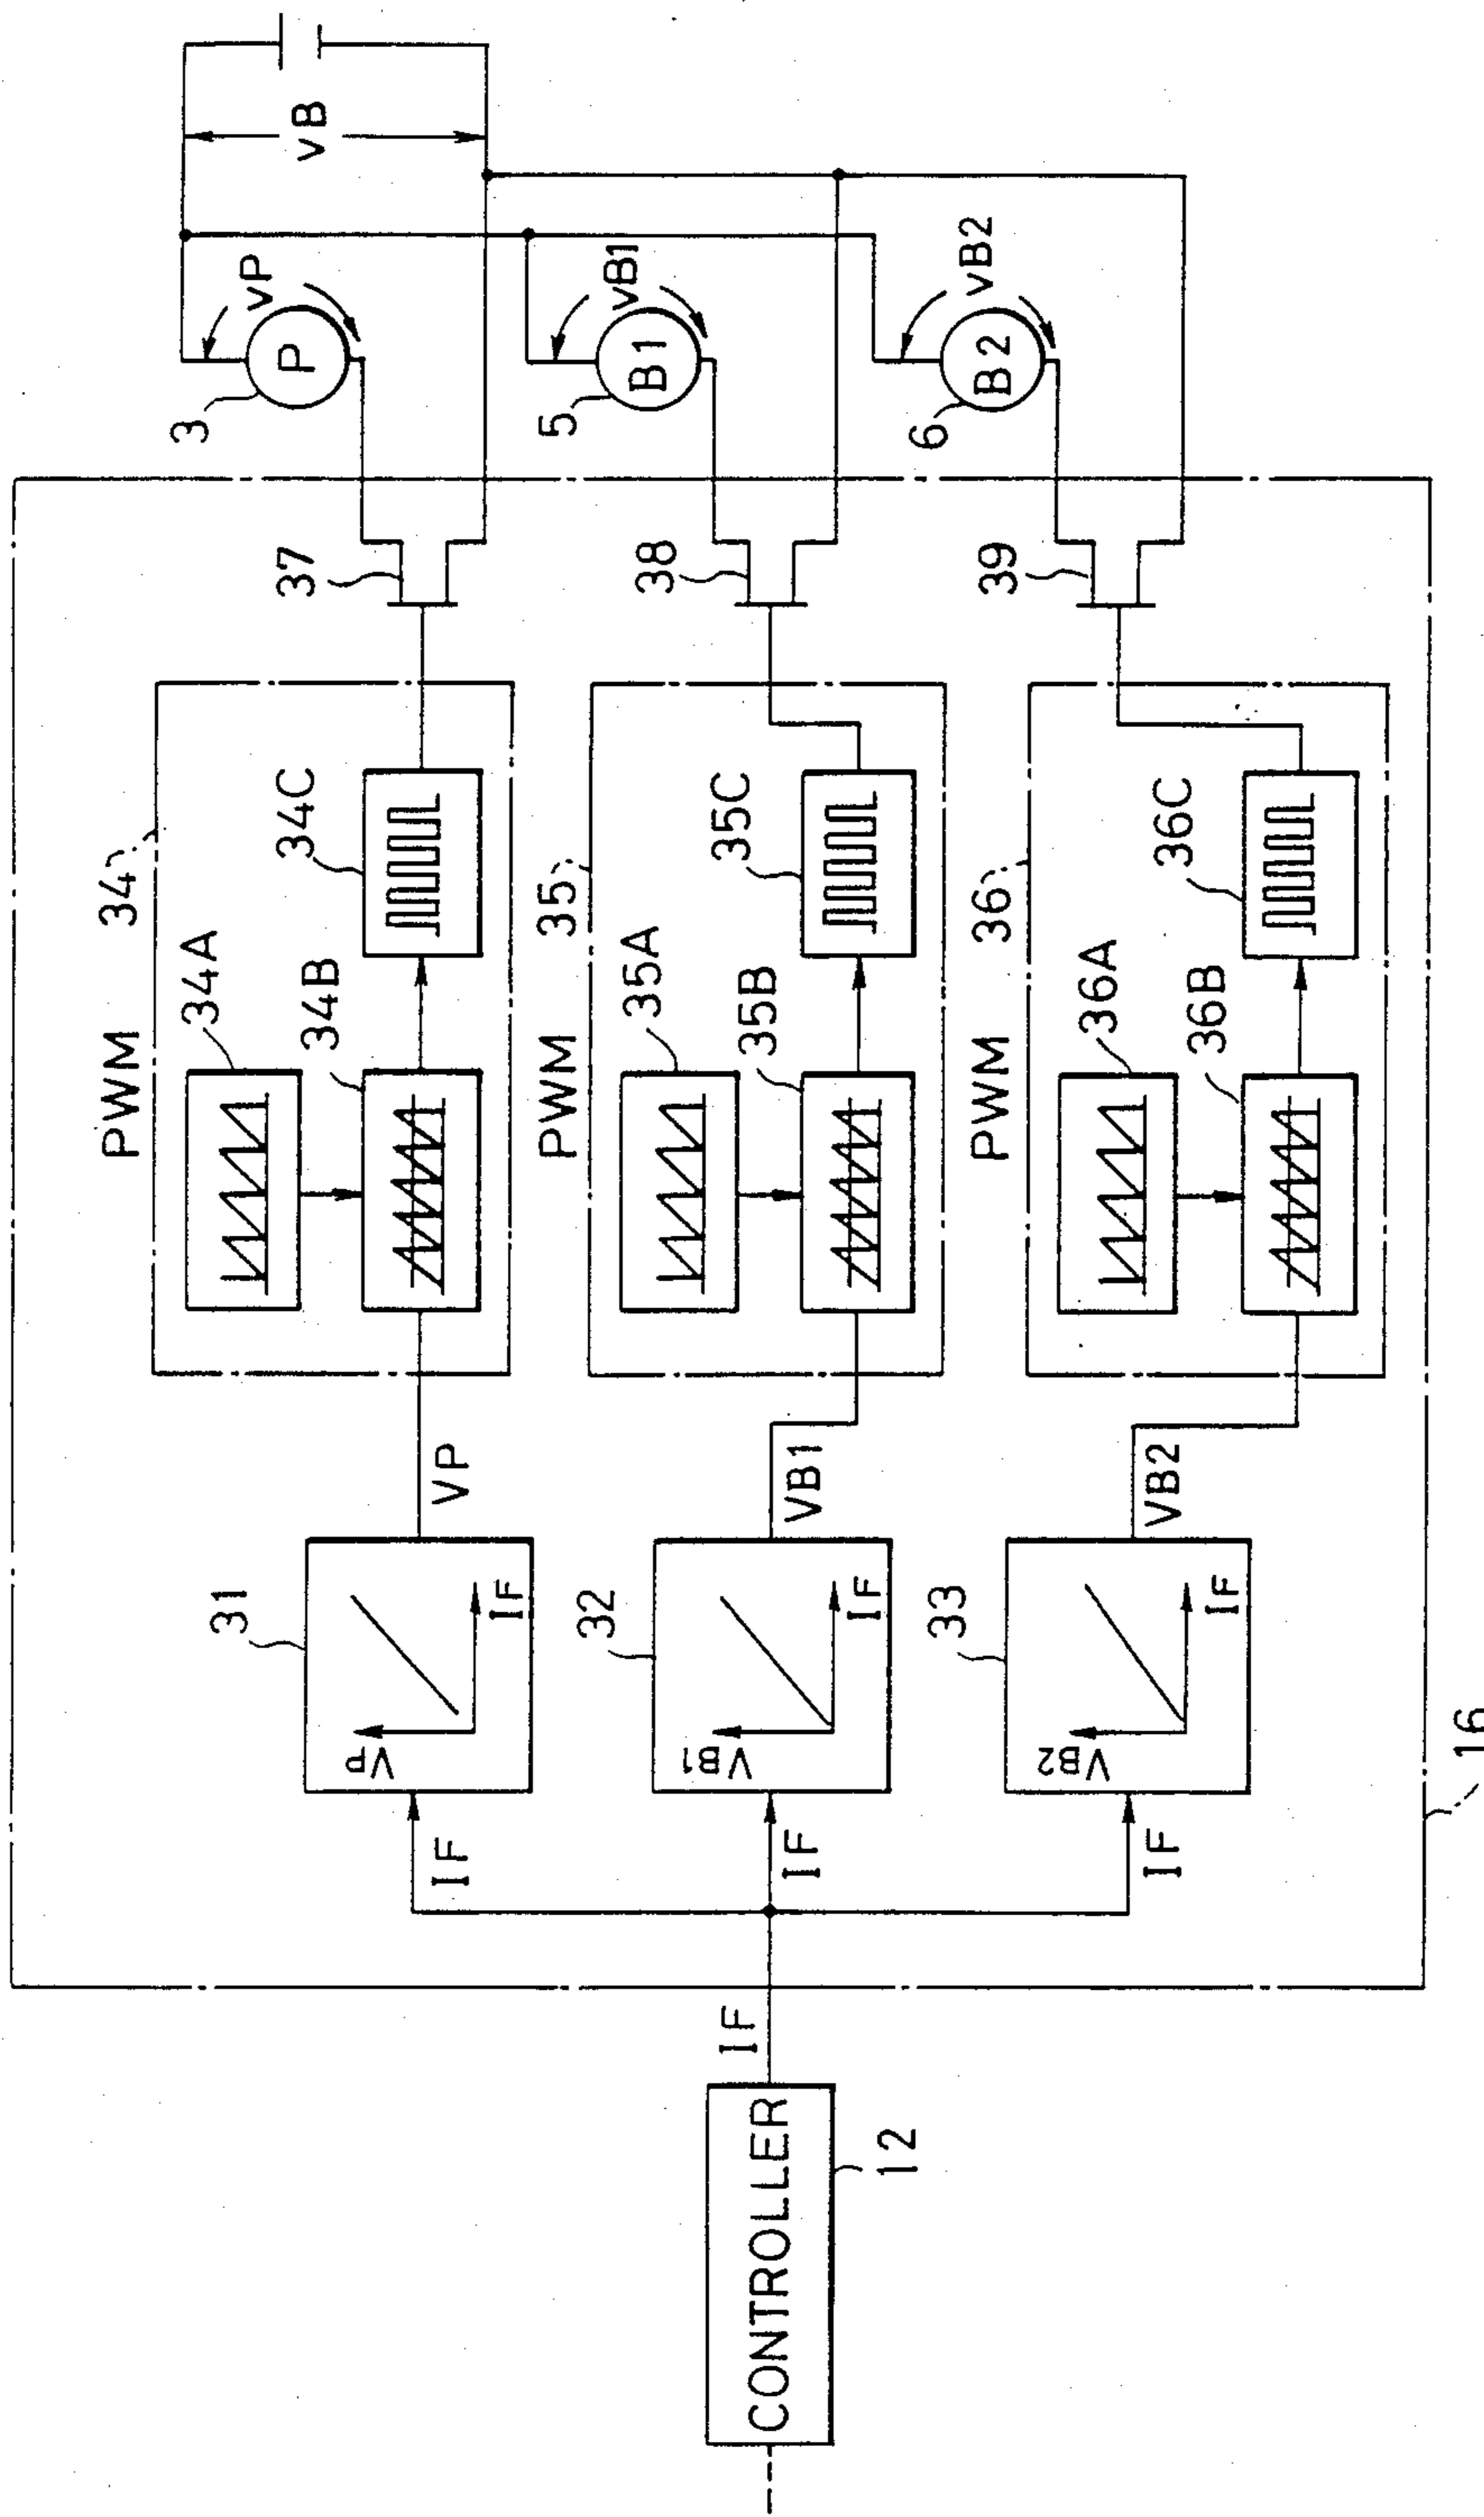 CONTROLLER
12
IF
16
IF
IF
IF
31
VP
IF
VP
32
VB1
IF
VB1
33
VB2
IF
VB2
PWM
34
34A
34B
34C
PWM
35
35A
35B
35C
PWM
36
36A
36B
36C
37
38
39
3
P
vP
5
B1
vB1
6
B2
vB2
vB